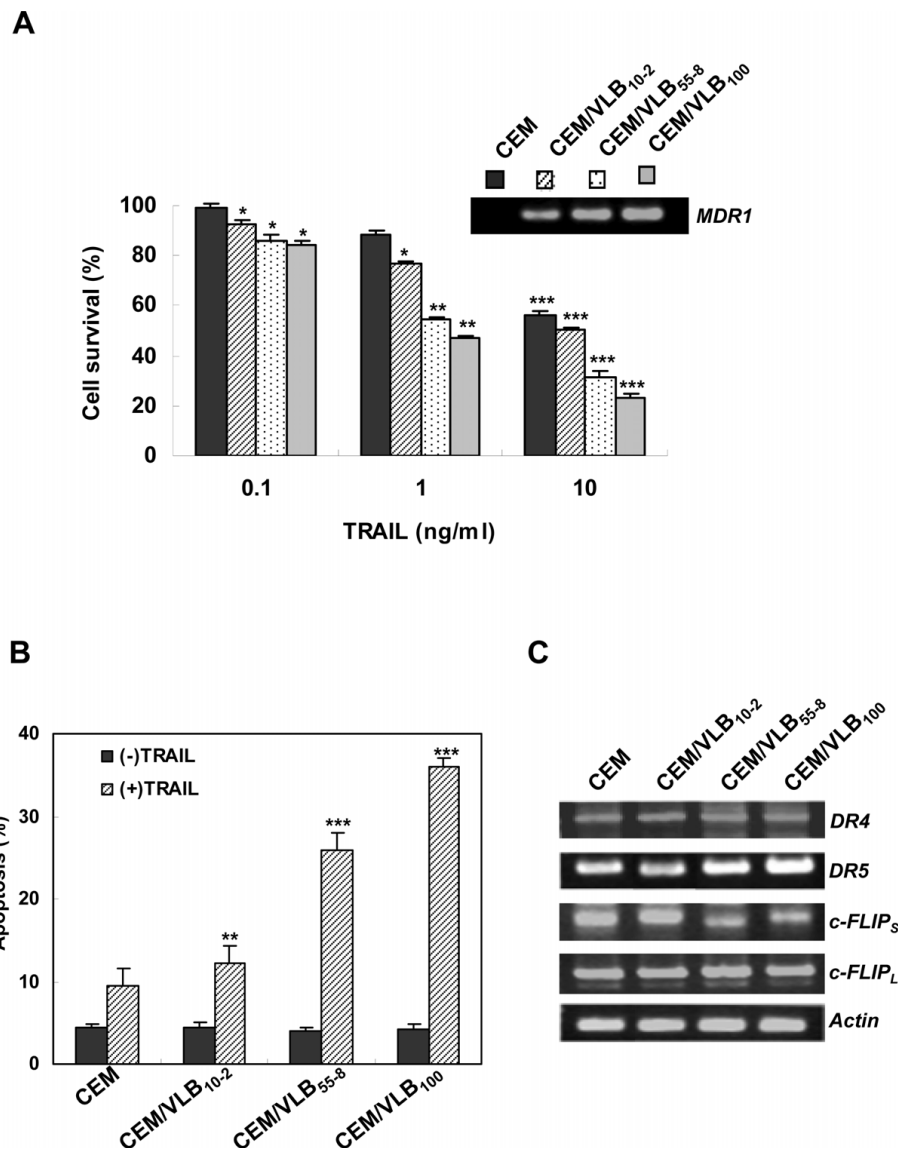 A
CEM
CEM/VLB10-2
CEM/VLB55-8
CEM/VLB100
MDR1
Cell survival (%)
100
80
60
40
20
0
* * *
* ** **
*** *** *** ***
0.1 1 10
TRAIL (ng/ml)
B
Apoptosis (%)
40
30
20
10
0
(-)TRAIL
(+)TRAIL
** *** ***
CEM
CEM/VLB10-2
CEM/VLB55-8
CEM/VLB100
C
CEM
CEM/VLB10-2
CEM/VLB55-8
CEM/VLB100
DR4
DR5
c-FLIPS
c-FLIPL
Actin